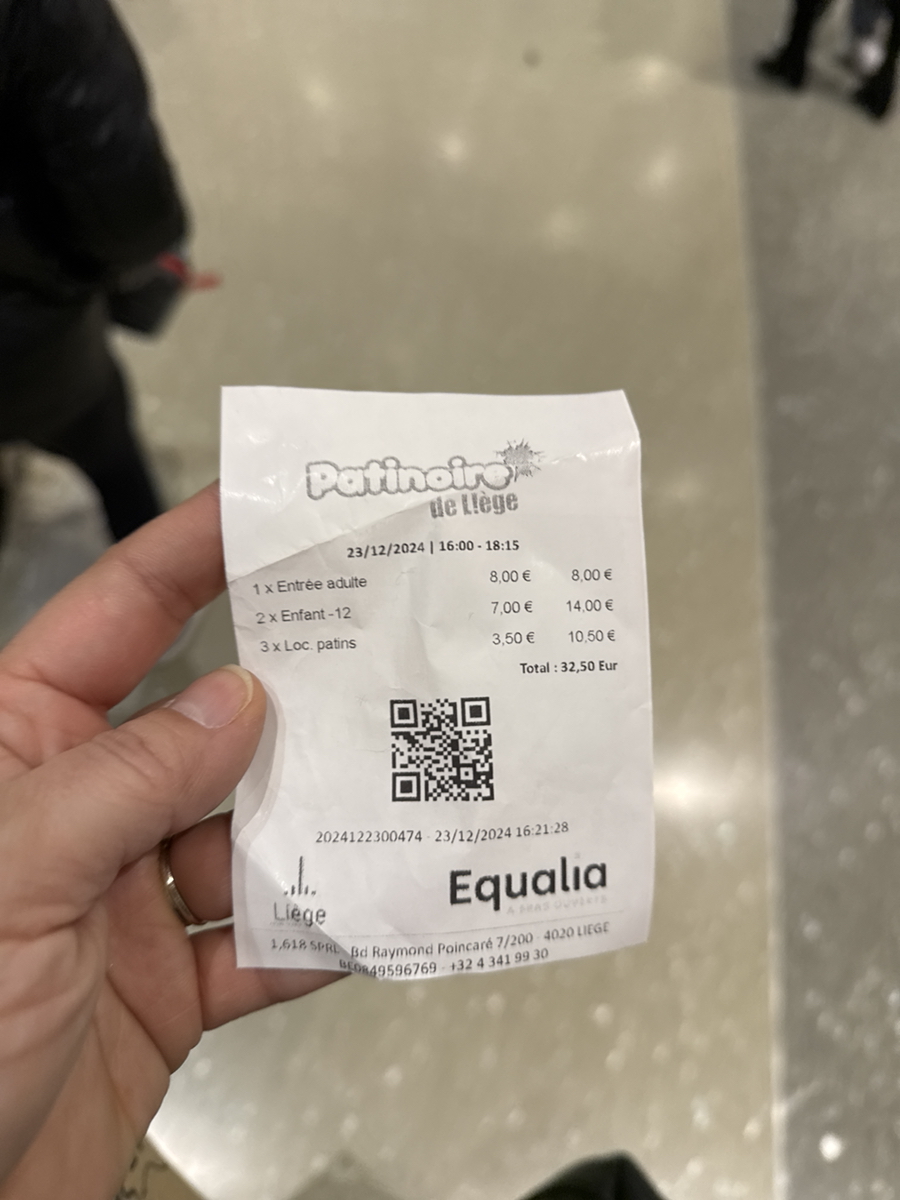 Patinoire
de Liège
23/12/2024 | 16:00 - 18:15
1 x Entrée adulte 8,00 € 8,00 €
2 x Enfant -12 7,00 € 14,00 €
3 x Loc. patins 3,50 € 10,50 €
Total : 32,50 Eur
2024122300474 - 23/12/2024 16:21:28
Liège
Equalia
À BRAS OUVERTS
1,618 SPRL - Bd Raymond Poincaré 7/200 - 4020 LIEGE
BE0849596769 - +32 4 341 99 30